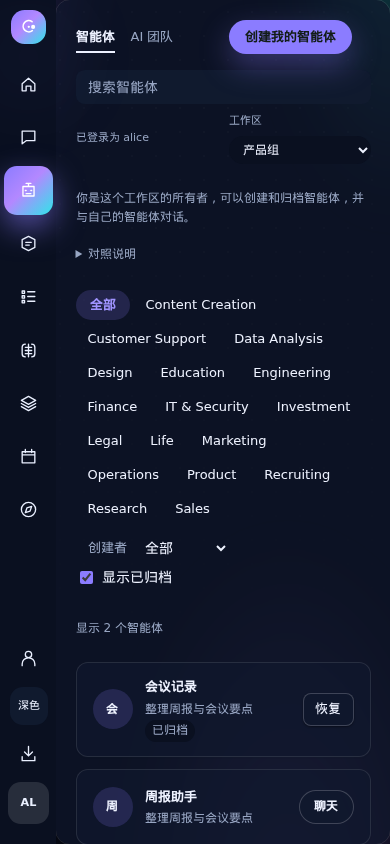 智能体 AI 团队 创建我的智能体
搜索智能体
工作区
已登录为 alice
产品组
你是这个工作区的所有者，可以创建和归档智能体，并
与自己的智能体对话。
对照说明
全部 Content Creation
Customer Support Data Analysis
Design Education Engineering
Finance IT & Security Investment
Legal Life Marketing
Operations Product Recruiting
Research Sales
创建者 全部
显示已归档
显示 2 个智能体
会议记录
会 整理周报与会议要点 恢复
已归档
周报助手
周 整理周报与会议要点 聊天
深色
AL